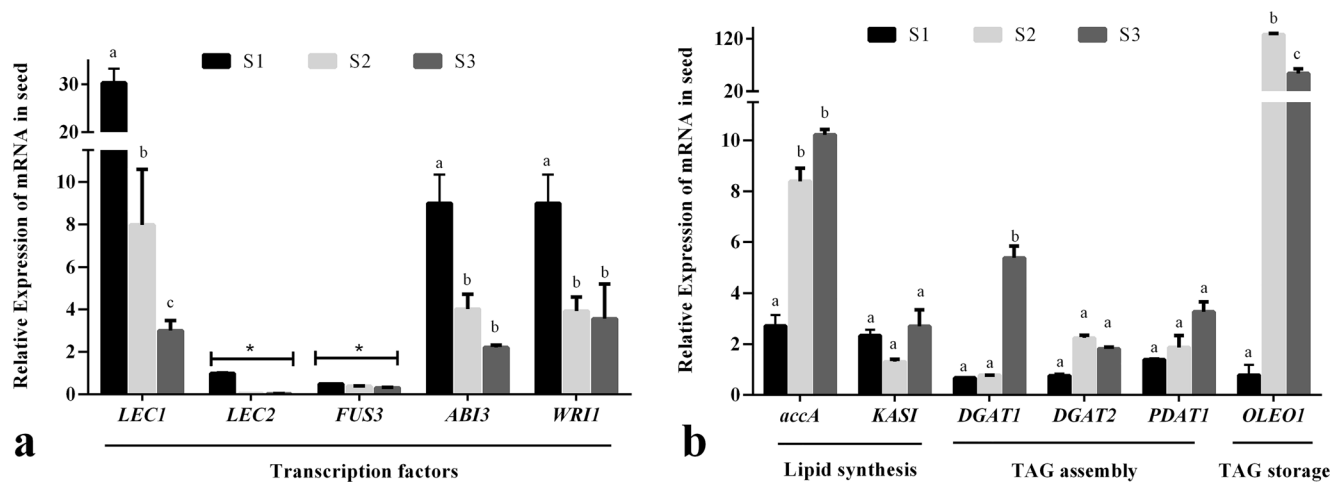 Relative Expression of mRNA in seed
S1 S2 S3
30
20
10
8
6
4
2
0
a
b
c
*
*
a
b
b
a
b
b
LEC1 LEC2 FUS3 ABI3 WRI1
Transcription factors
a
Relative Expression of mRNA in seed
S1 S2 S3
120
20
10
8
6
4
2
0
a
b
b
a
a
a
a
a
b
a
a
a
a
a
a
a
b
c
accA KASI DGAT1 DGAT2 PDAT1 OLEO1
Lipid synthesis TAG assembly TAG storage
b